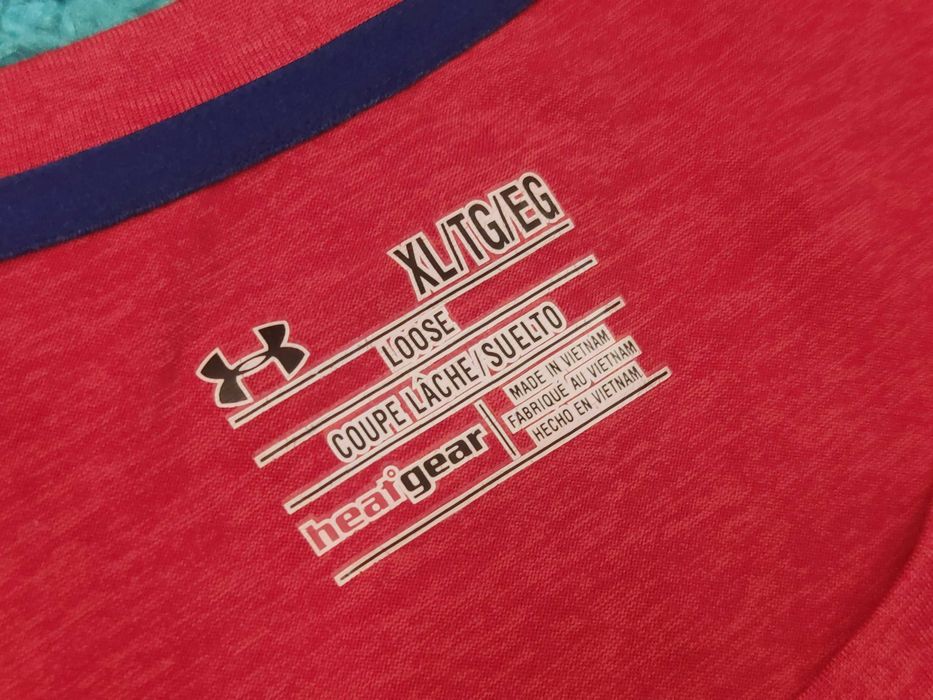 XL/TG/EG
LOOSE
COUPE LÂCHE/SUELTO
heatgear
MADE IN VIETNAM
FABRIQUÉ AU VIETNAM
HECHO EN VIETNAM